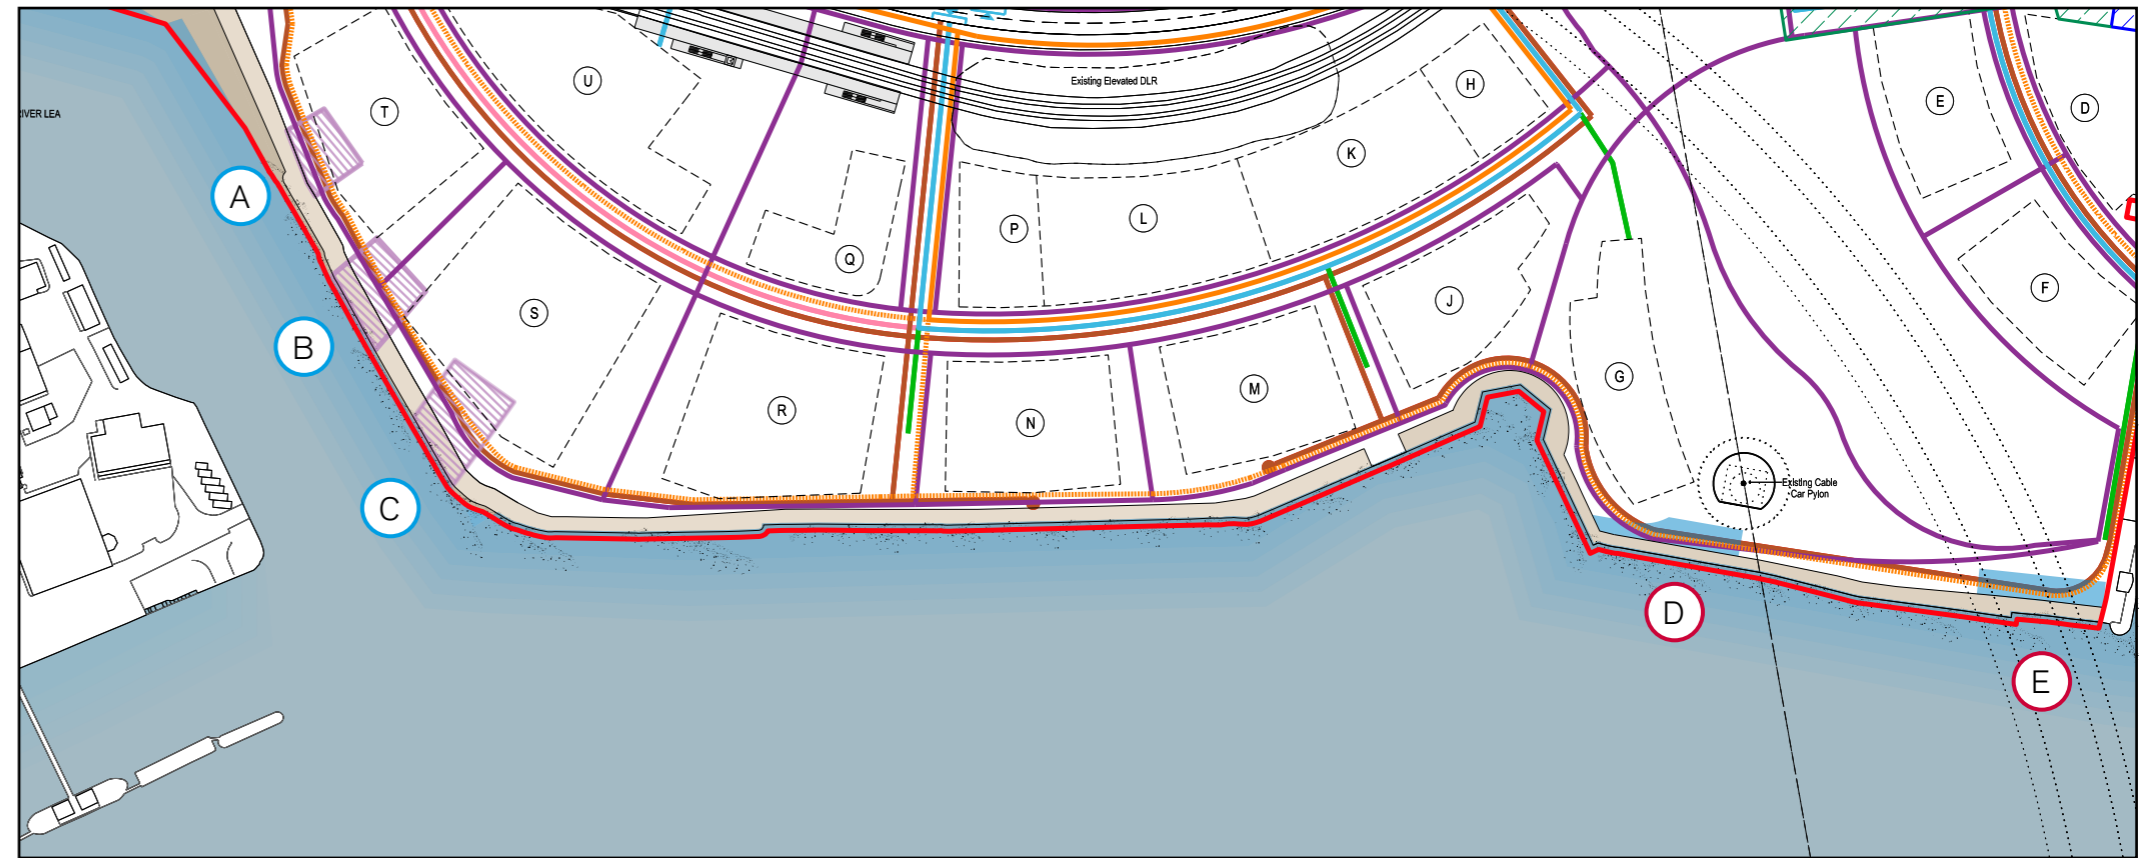 Existing Elevated DLR
U
H
T
IVER LEA
E
D
K
A
P
L
Q
F
S
J
B
G
M
R
N
Existing Cable
Car Pylon
C
D
E